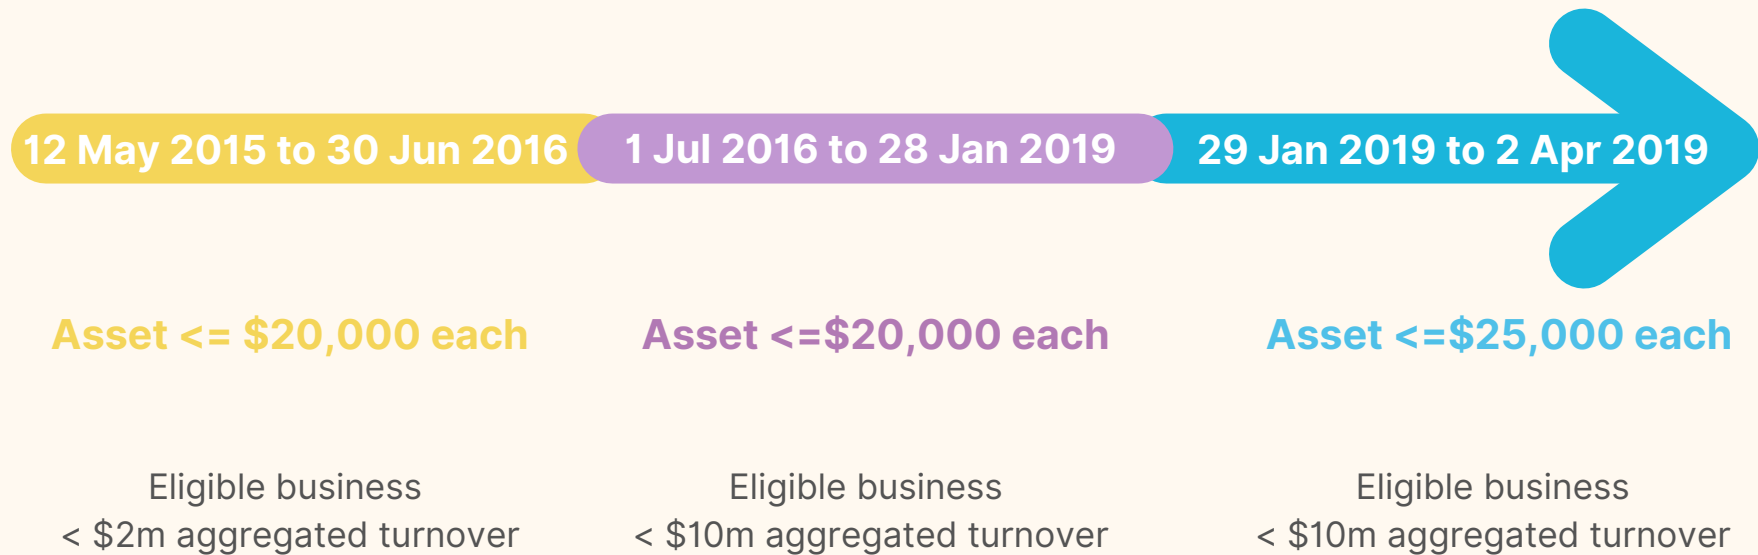 12 May 2015 to 30 Jun 2016
1 Jul 2016 to 28 Jan 2019
29 Jan 2019 to 2 Apr 2019
Asset <= $20,000 each
Asset <=$20,000 each
Asset <=$25,000 each
Eligible business
< $2m aggregated turnover
Eligible business
< $10m aggregated turnover
Eligible business
< $10m aggregated turnover